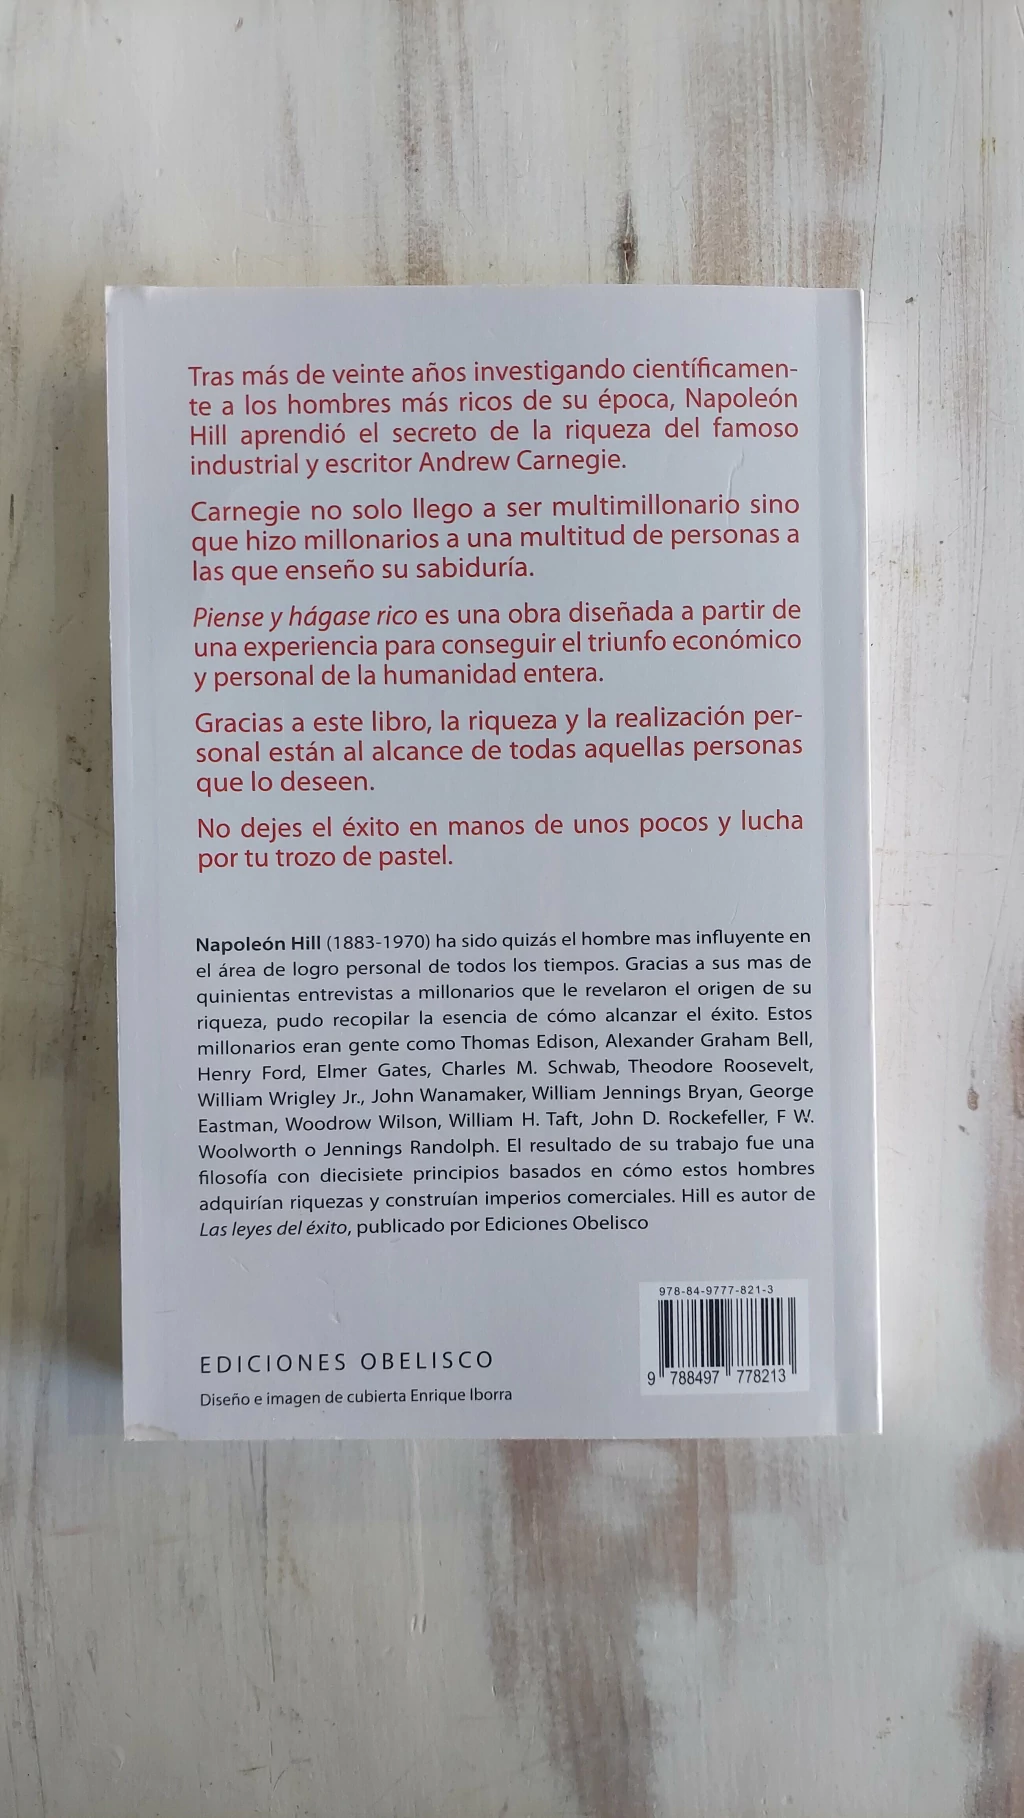 Tras más de veinte años investigando científicamen-
te a los hombres más ricos de su época, Napoleón
Hill aprendió el secreto de la riqueza del famoso
industrial y escritor Andrew Carnegie.
Carnegie no solo llego a ser multimillonario sino
que hizo millonarios a una multitud de personas a
las que enseño su sabiduría.
Piense y hágase rico es una obra diseñada a partir de
una experiencia para conseguir el triunfo económico
y personal de la humanidad entera.
Gracias a este libro, la riqueza y la realización per-
sonal están al alcance de todas aquellas personas
que lo deseen.
No dejes el éxito en manos de unos pocos y lucha
por tu trozo de pastel.
Napoleón Hill (1883-1970) ha sido quizás el hombre mas influyente en
el área de logro personal de todos los tiempos. Gracias a sus mas de
quinientas entrevistas a millonarios que le revelaron el origen de su
riqueza, pudo recopilar la esencia de cómo alcanzar el éxito. Estos
millonarios eran gente como Thomas Edison, Alexander Graham Bell,
Henry Ford, Elmer Gates, Charles M. Schwab, Theodore Roosevelt,
William Wrigley Jr., John Wanamaker, William Jennings Bryan, George
Eastman, Woodrow Wilson, William H. Taft, John D. Rockefeller, F W.
Woolworth o Jennings Randolph. El resultado de su trabajo fue una
filosofía con diecisiete principios basados en cómo estos hombres
adquirían riquezas y construían imperios comerciales. Hill es autor de
Las leyes del éxito, publicado por Ediciones Obelisco
978-84-9777-821-3
9 788497 778213
EDICIONES OBELISCO
Diseño e imagen de cubierta Enrique Iborra